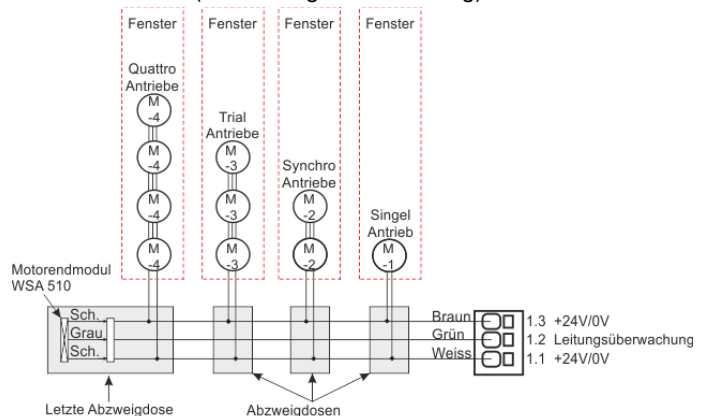 Fenster Fenster Fenster Fenster
Quattro
Antriebe
M
-4
M
-4
M
-4
M
-4
Trial
Antriebe
M
-3
M
-3
M
-3
Synchro
Antriebe
M
-2
M
-2
Singel
Antrieb
M
-1
Motorendmodul
WSA 510
Sch.
Grau
Sch.
Braun
Grün
Weiss
1.3 +24V/0V
1.2 Leitungsüberwachung
1.1 +24V/0V
Letzte Abzweigdose
Abzweigdosen